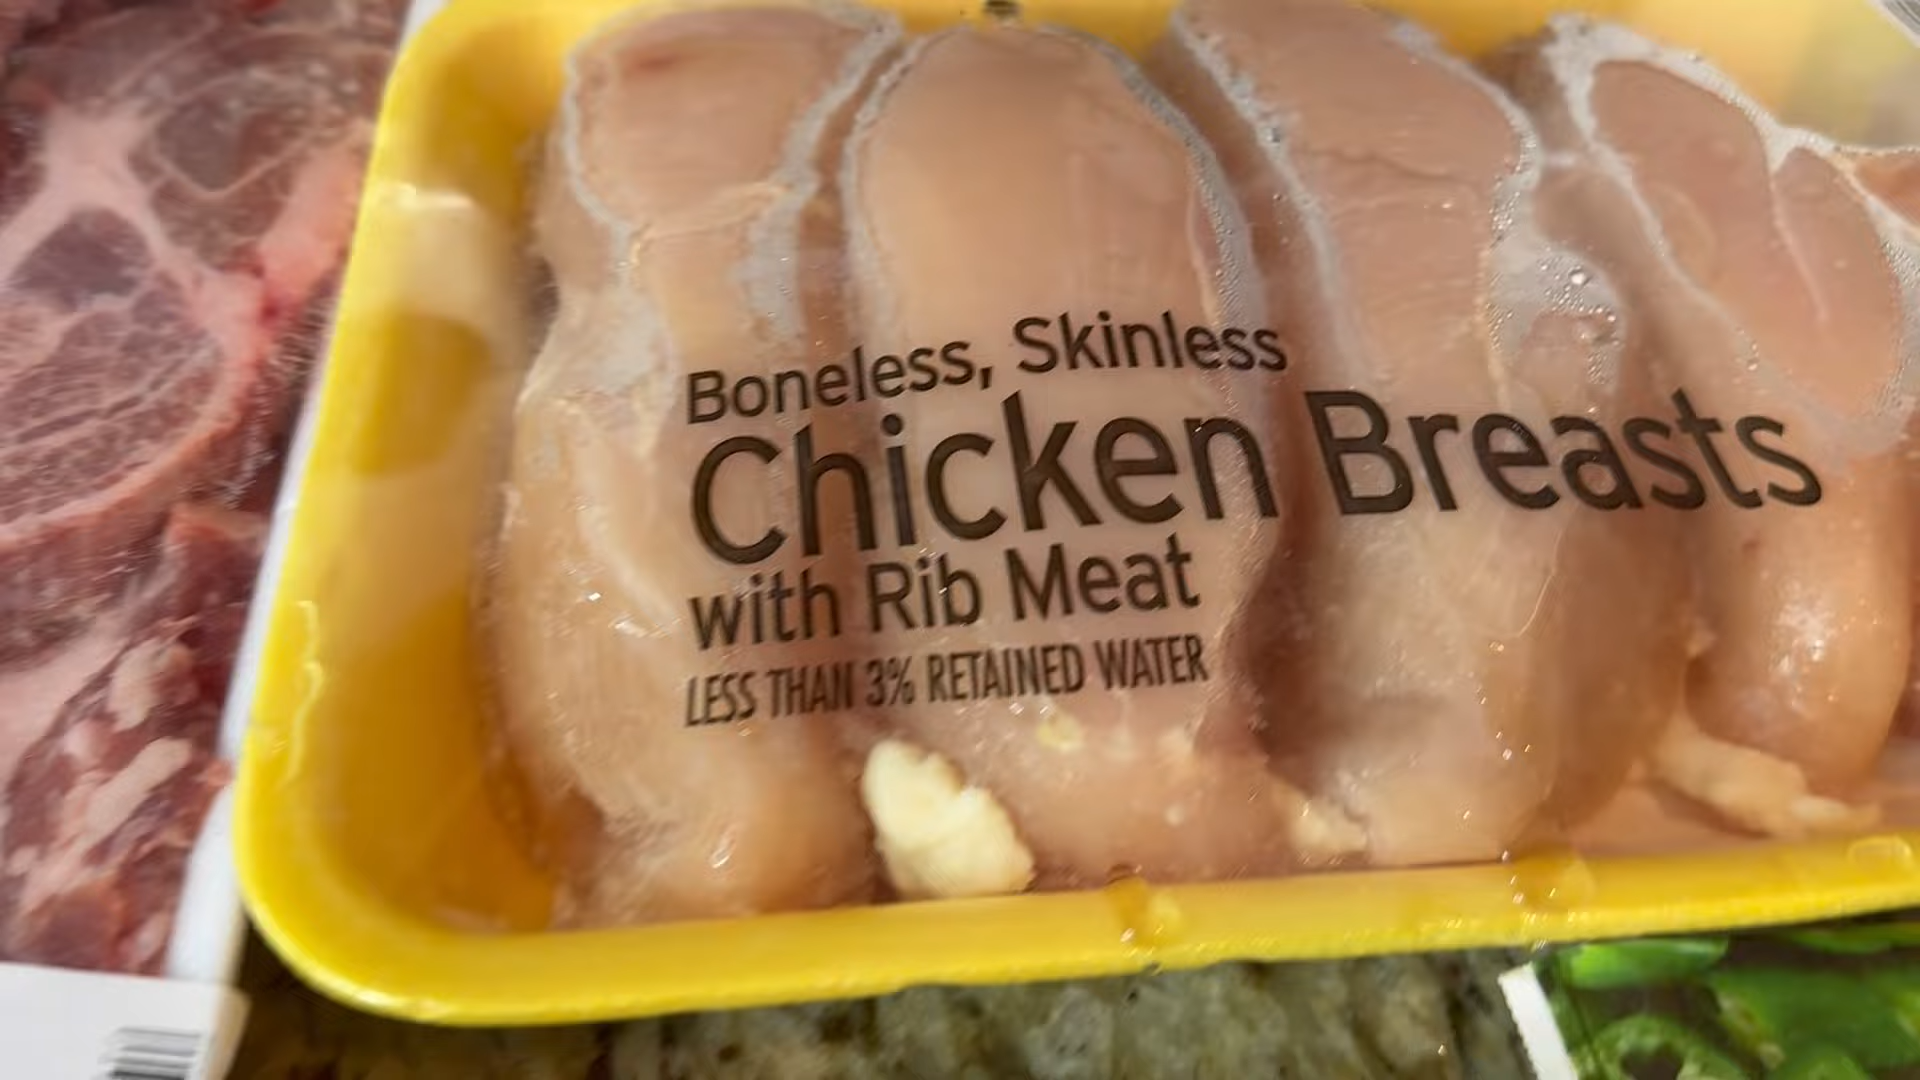 Boneless, Skinless
Chicken Breasts
with Rib Meat
LESS THAN 3% RETAINED WATER